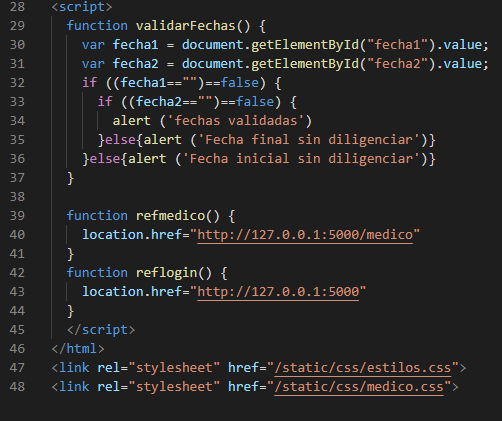 28 <script>
29 function validarFechas() {
30 var fecha1 = document.getElementById("fecha1").value;
31 var fecha2 = document.getElementById("fecha2").value;
32 if ((fecha1=="")==false) {
33 if ((fecha2=="")==false) {
34 alert ('fechas validadas')
35 }else{alert ('Fecha final sin diligenciar')}
36 }else{alert ('Fecha inicial sin diligenciar')}
37 }
38
39 function refmedico() {
40 location.href="http://127.0.0.1:5000/medico"
41 }
42 function reflogin() {
43 location.href="http://127.0.0.1:5000"
44 }
45 </script>
46 </html>
47 <link rel="stylesheet" href="/static/css/estilos.css">
48 <link rel="stylesheet" href="/static/css/medico.css">